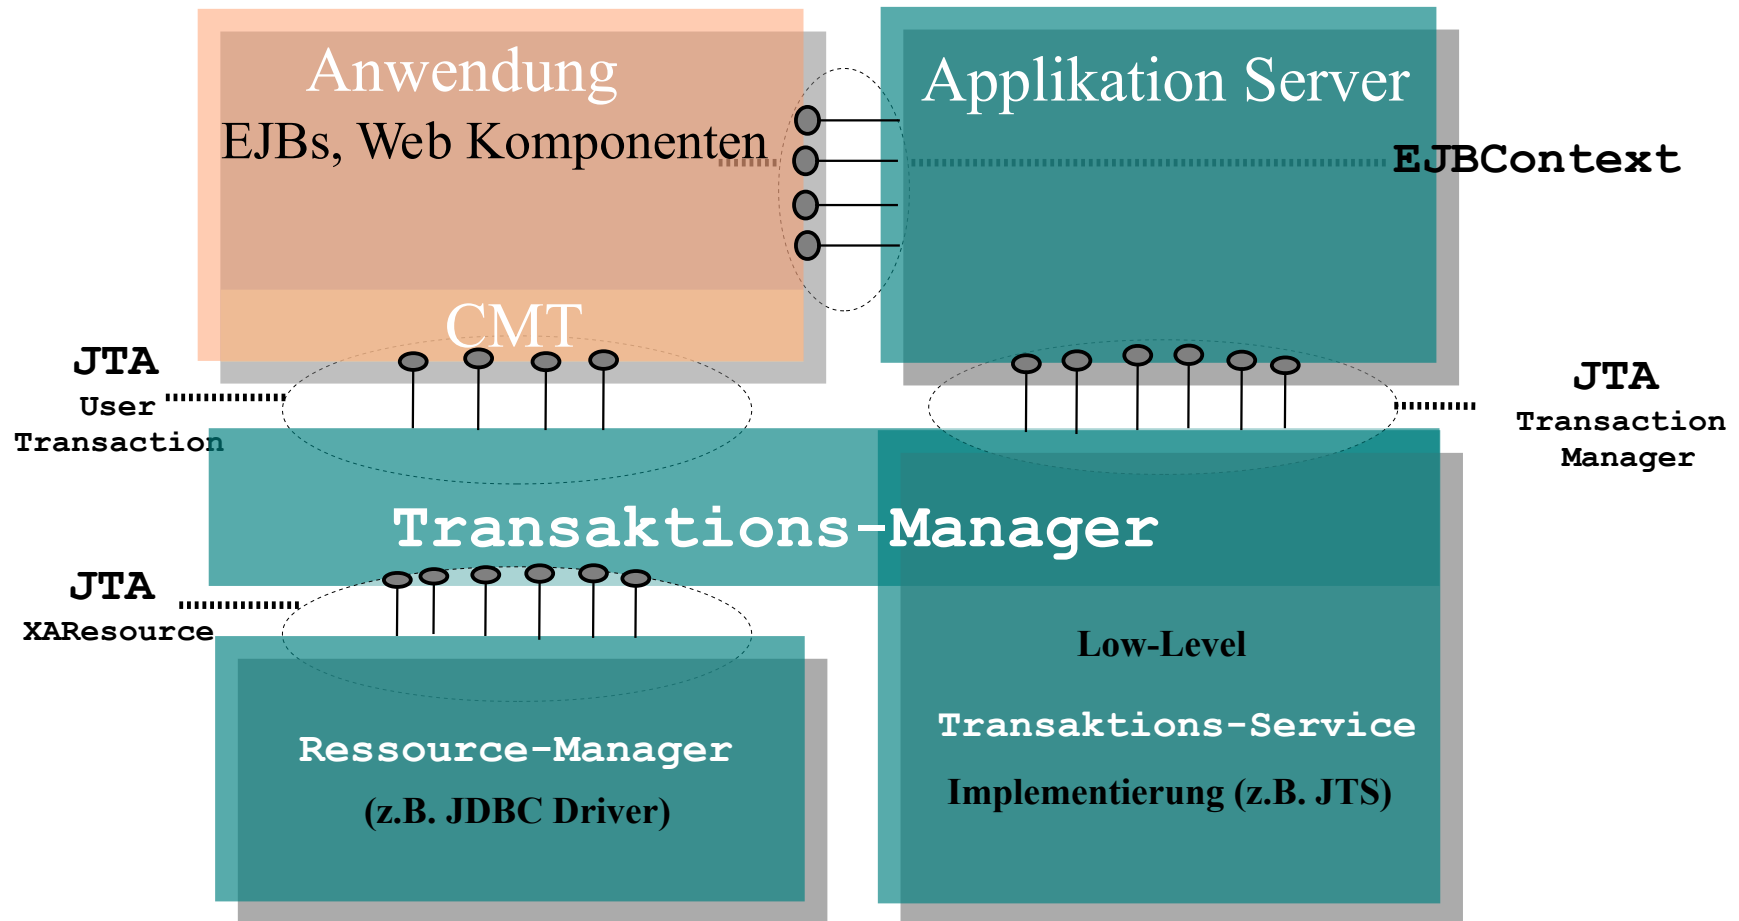 Anwendung
EJBs, Web Komponenten
Applikation Server
EJBContext
CMT
JTA
User
Transaction
JTA
Transaction
Manager
Transaktions-Manager
JTA
XAResource
Ressource-Manager
(z.B. JDBC Driver)
Low-Level
Transaktions-Service
Implementierung (z.B. JTS)